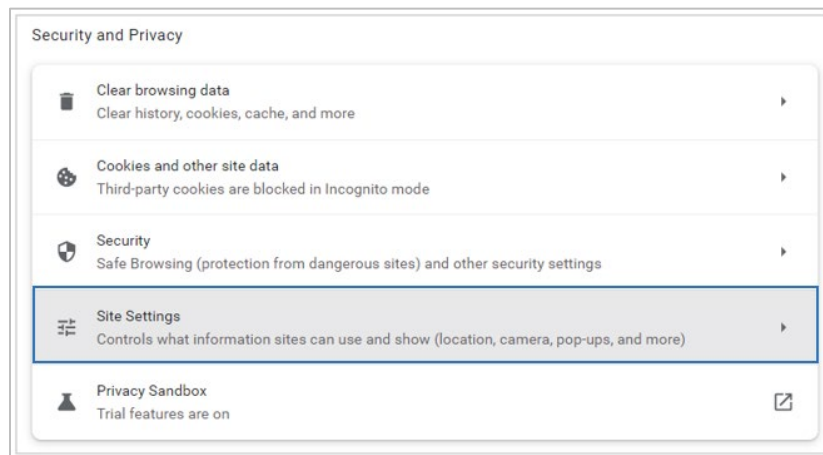 Security and Privacy
Clear browsing data
Clear history, cookies, cache, and more
Cookies and other site data
Third-party cookies are blocked in Incognito mode
Security
Safe Browsing (protection from dangerous sites) and other security settings
Site Settings
Controls what information sites can use and show (location, camera, pop-ups, and more)
Privacy Sandbox
Trial features are on